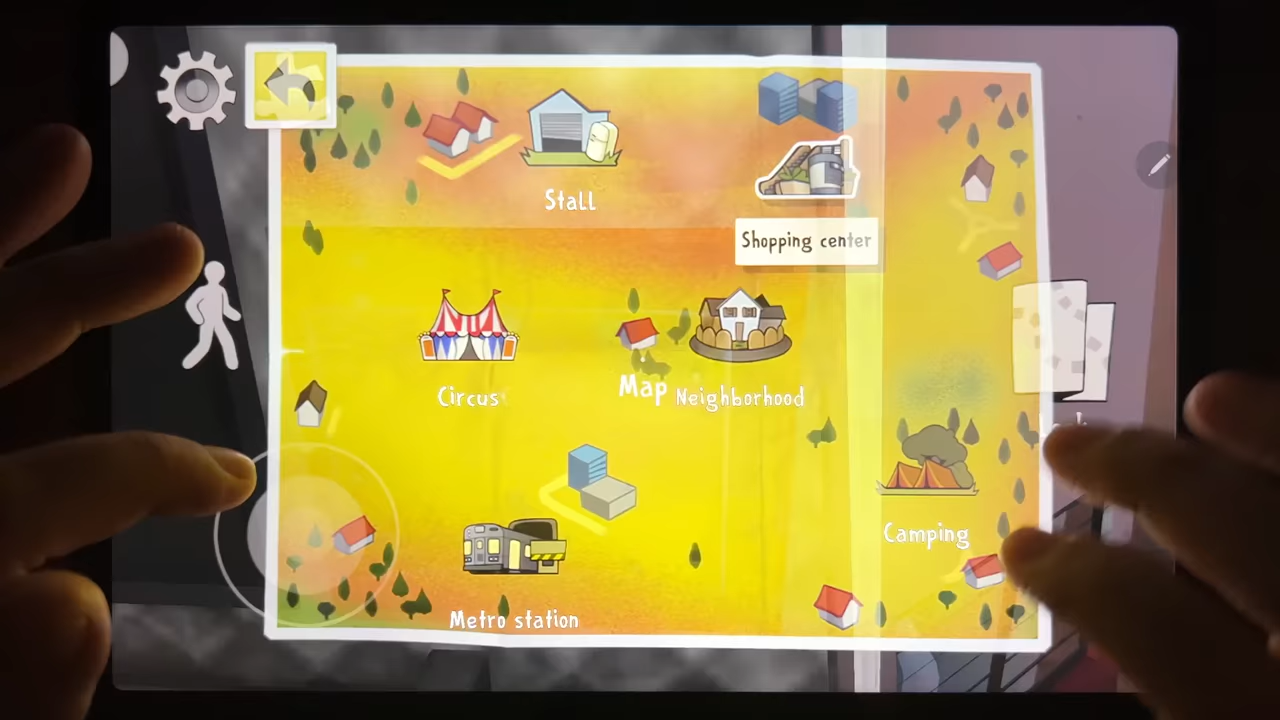 Stall
Shopping center
Circus
Map
Neighborhood
Camping
Metro station